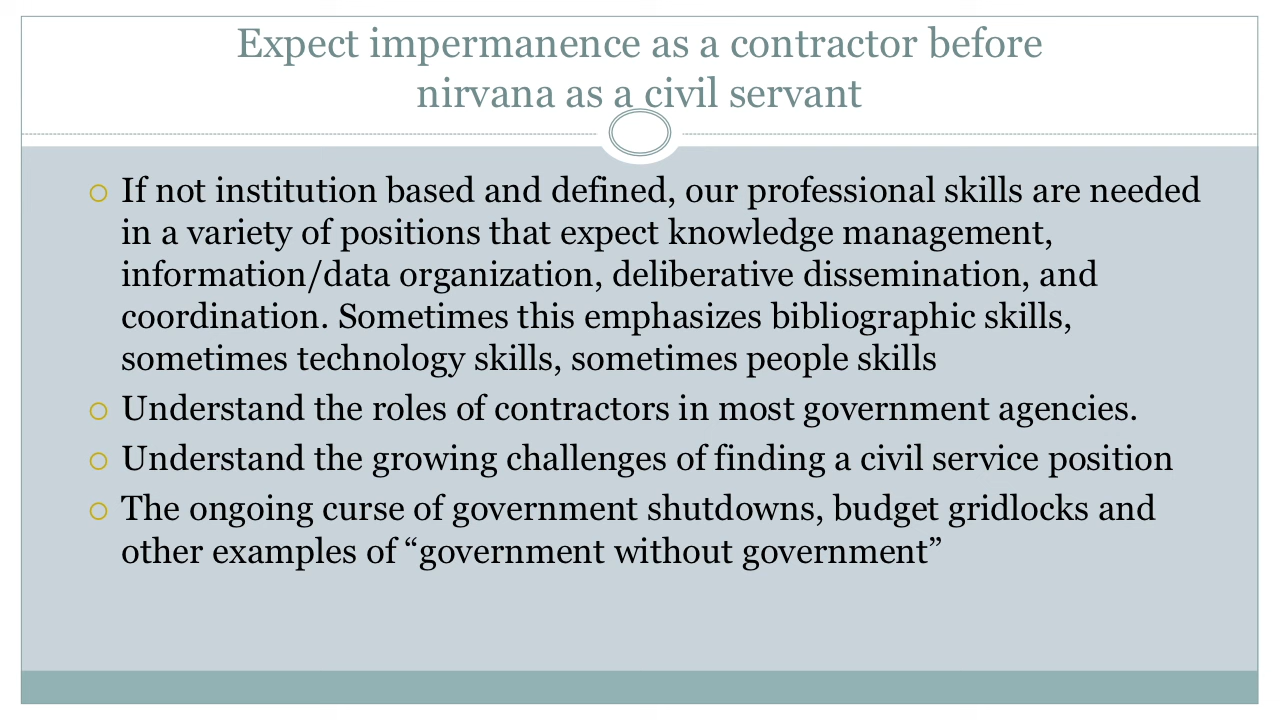 Expect impermanence as a contractor before
nirvana as a civil servant
If not institution based and defined, our professional skills are needed
in a variety of positions that expect knowledge management,
information/data organization, deliberative dissemination, and
coordination. Sometimes this emphasizes bibliographic skills,
sometimes technology skills, sometimes people skills
Understand the roles of contractors in most government agencies.
Understand the growing challenges of finding a civil service position
The ongoing curse of government shutdowns, budget gridlocks and
other examples of “government without government”